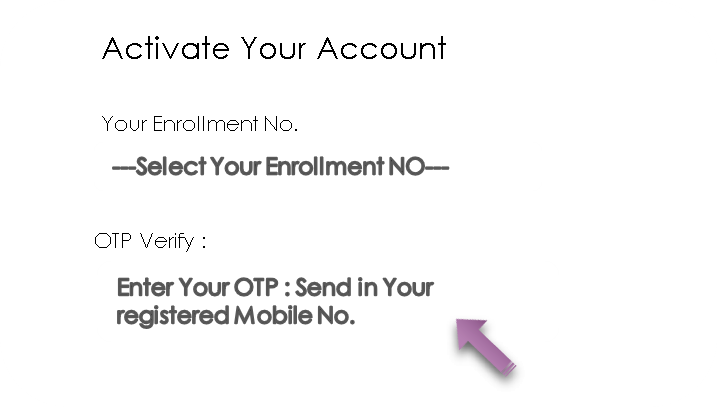 Activate Your Account
Your Enrollment No.
---Select Your Enrollment NO---
OTP Verify :
Enter Your OTP : Send in Your
registered Mobile No.